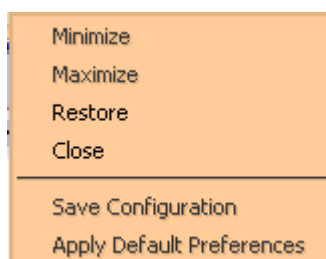 Minimize
Maximize
Restore
Close
Save Configuration
Apply Default Preferences